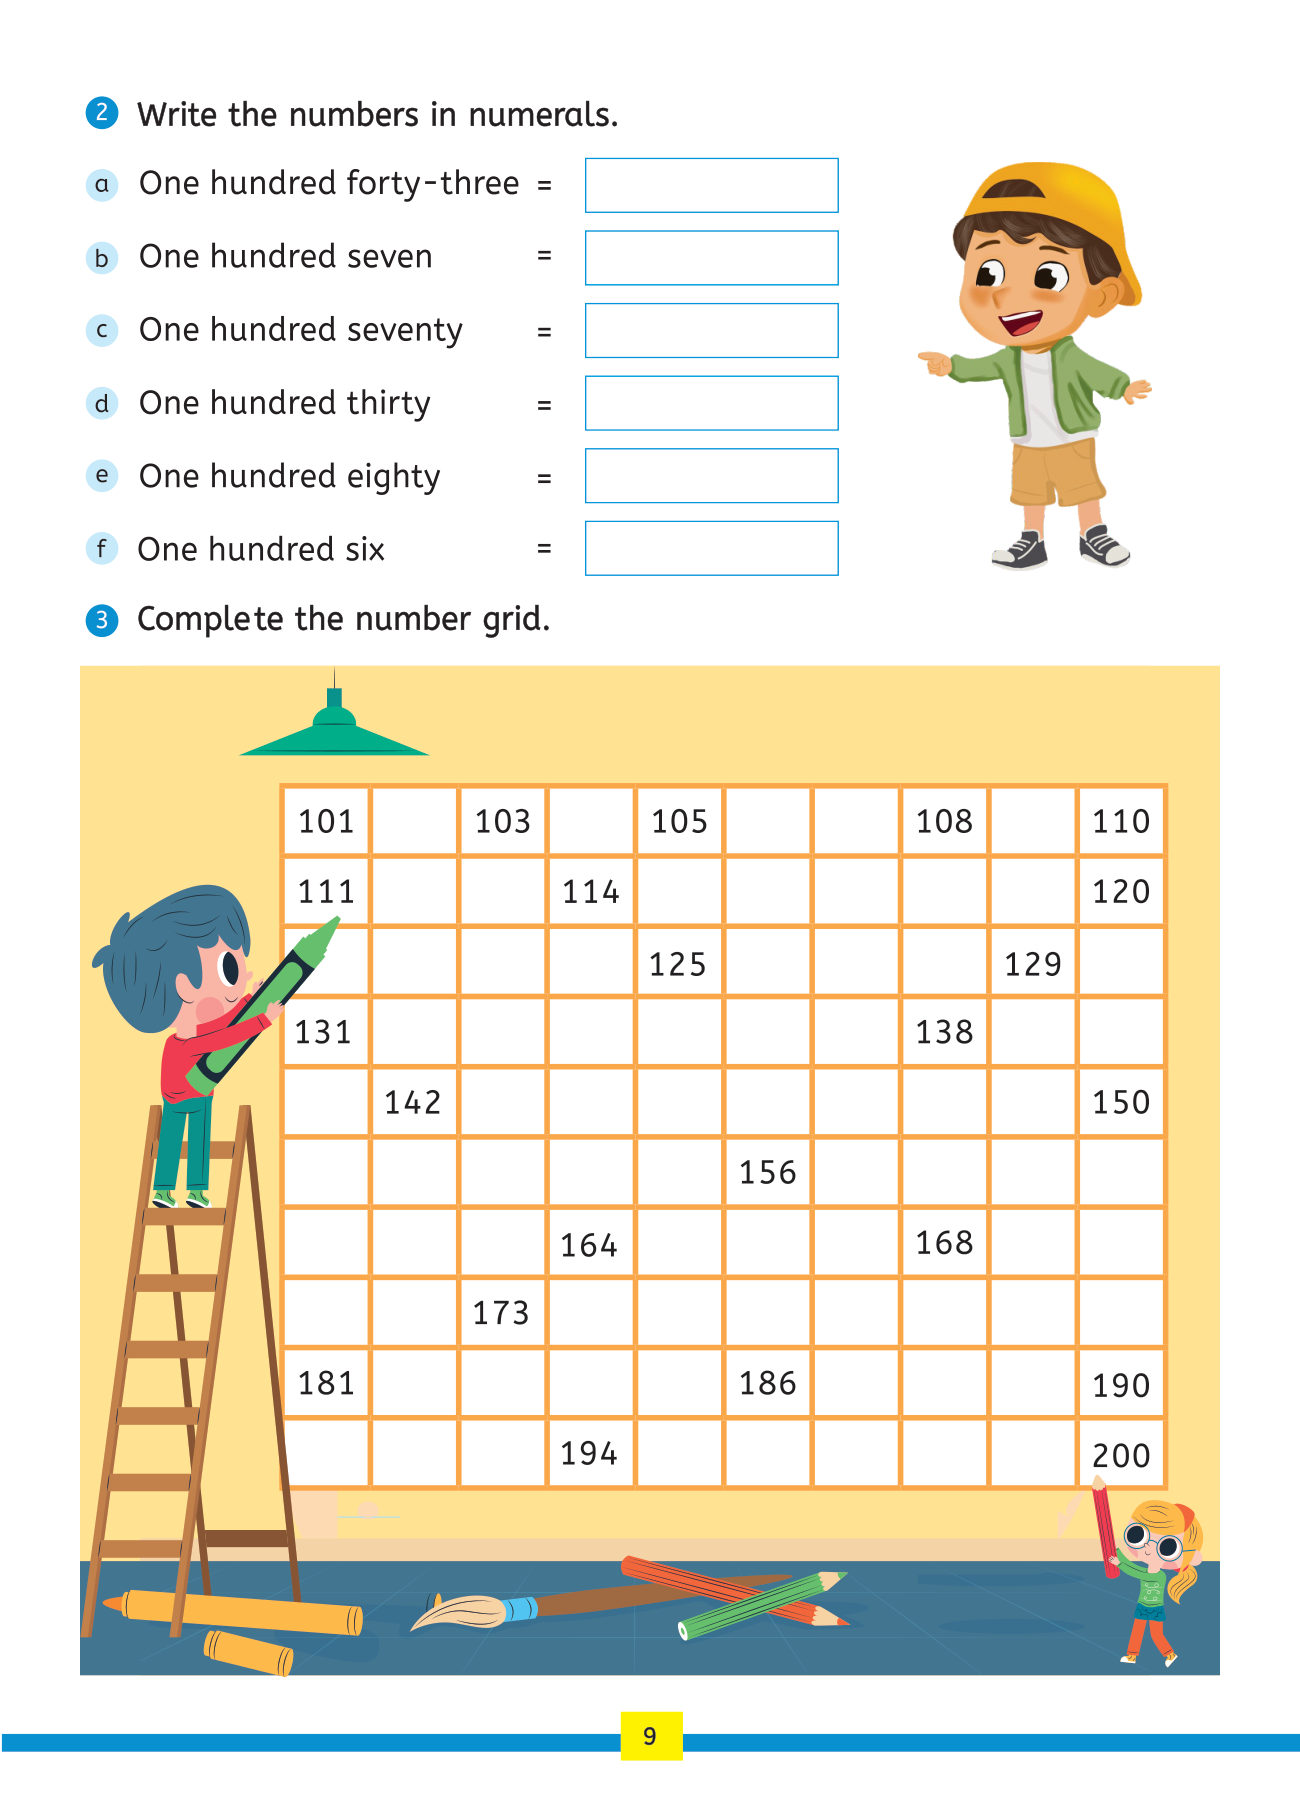 2 Write the numbers in numerals.
a One hundred forty-three =
b One hundred seven =
c One hundred seventy =
d One hundred thirty =
e One hundred eighty =
f One hundred six =
3 Complete the number grid.
101 103 105 108 110
111 114 120
125 129
131 138
142 150
156
164 168
173
181 186 190
194 200
9